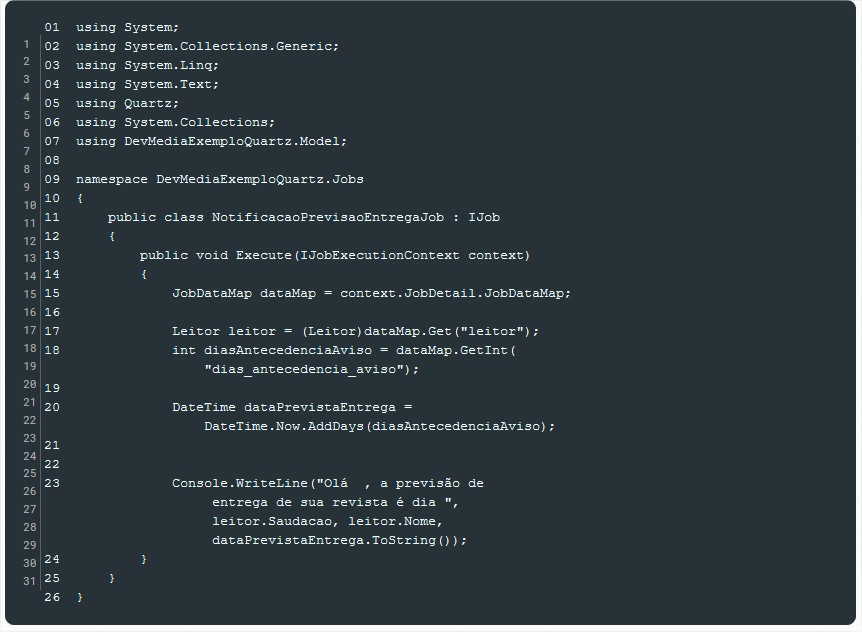 01  using System;
1 02  using System.Collections.Generic;
2 03  using System.Linq;
3 04  using System.Text;
4 05  using Quartz;
5 06  using System.Collections;
6 07  using DevMediaExemploQuartz.Model;
7 08
8 09  namespace DevMediaExemploQuartz.Jobs
9 10  {
10 11      public class NotificacaoPrevisaoEntregaJob : IJob
11 12      {
12 13          public void Execute(IJobExecutionContext context)
13 14          {
14 15              JobDataMap dataMap = context.JobDetail.JobDataMap;
15 16
16 17              Leitor leitor = (Leitor)dataMap.Get("leitor");
17 18              int diasAntecedenciaAviso = dataMap.GetInt(
18                     "dias_antecedencia_aviso");
19 19
20 20              DateTime dataPrevistaEntrega =
21                     DateTime.Now.AddDays(diasAntecedenciaAviso);
22 21
23 22
24 23              Console.WriteLine("Olá  , a previsão de
25                      entrega de sua revista é dia ",
26                      leitor.Saudacao, leitor.Nome,
27                      dataPrevistaEntrega.ToString());
28 24          }
29 25      }
30 26  }
31